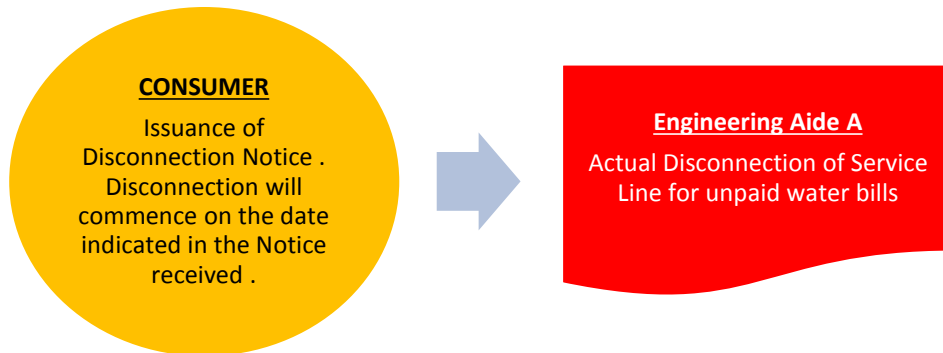 CONSUMER
Issuance of
Disconnection Notice .
Disconnection will
commence on the date
indicated in the Notice
received .
Engineering Aide A
Actual Disconnection of Service
Line for unpaid water bills